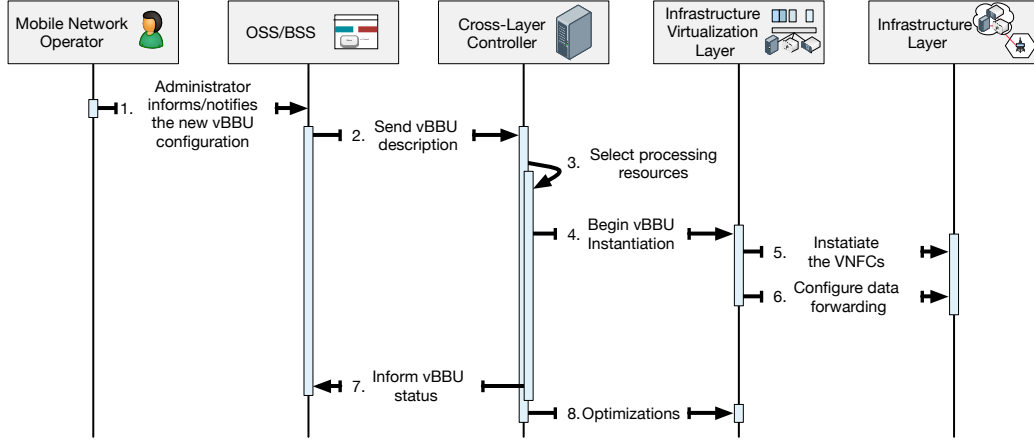 Mobile Network
Operator
OSS/BSS
Cross-Layer
Controller
Infrastructure
Virtualization
Layer
Infrastructure
Layer
1. Administrator
informs/notifies
the new vBBU
configuration
2. Send vBBU
description
3. Select processing
resources
4. Begin vBBU
Instantiation
5. Instatiate
the VNFCs
6. Configure data
forwarding
7. Inform vBBU
status
8. Optimizations